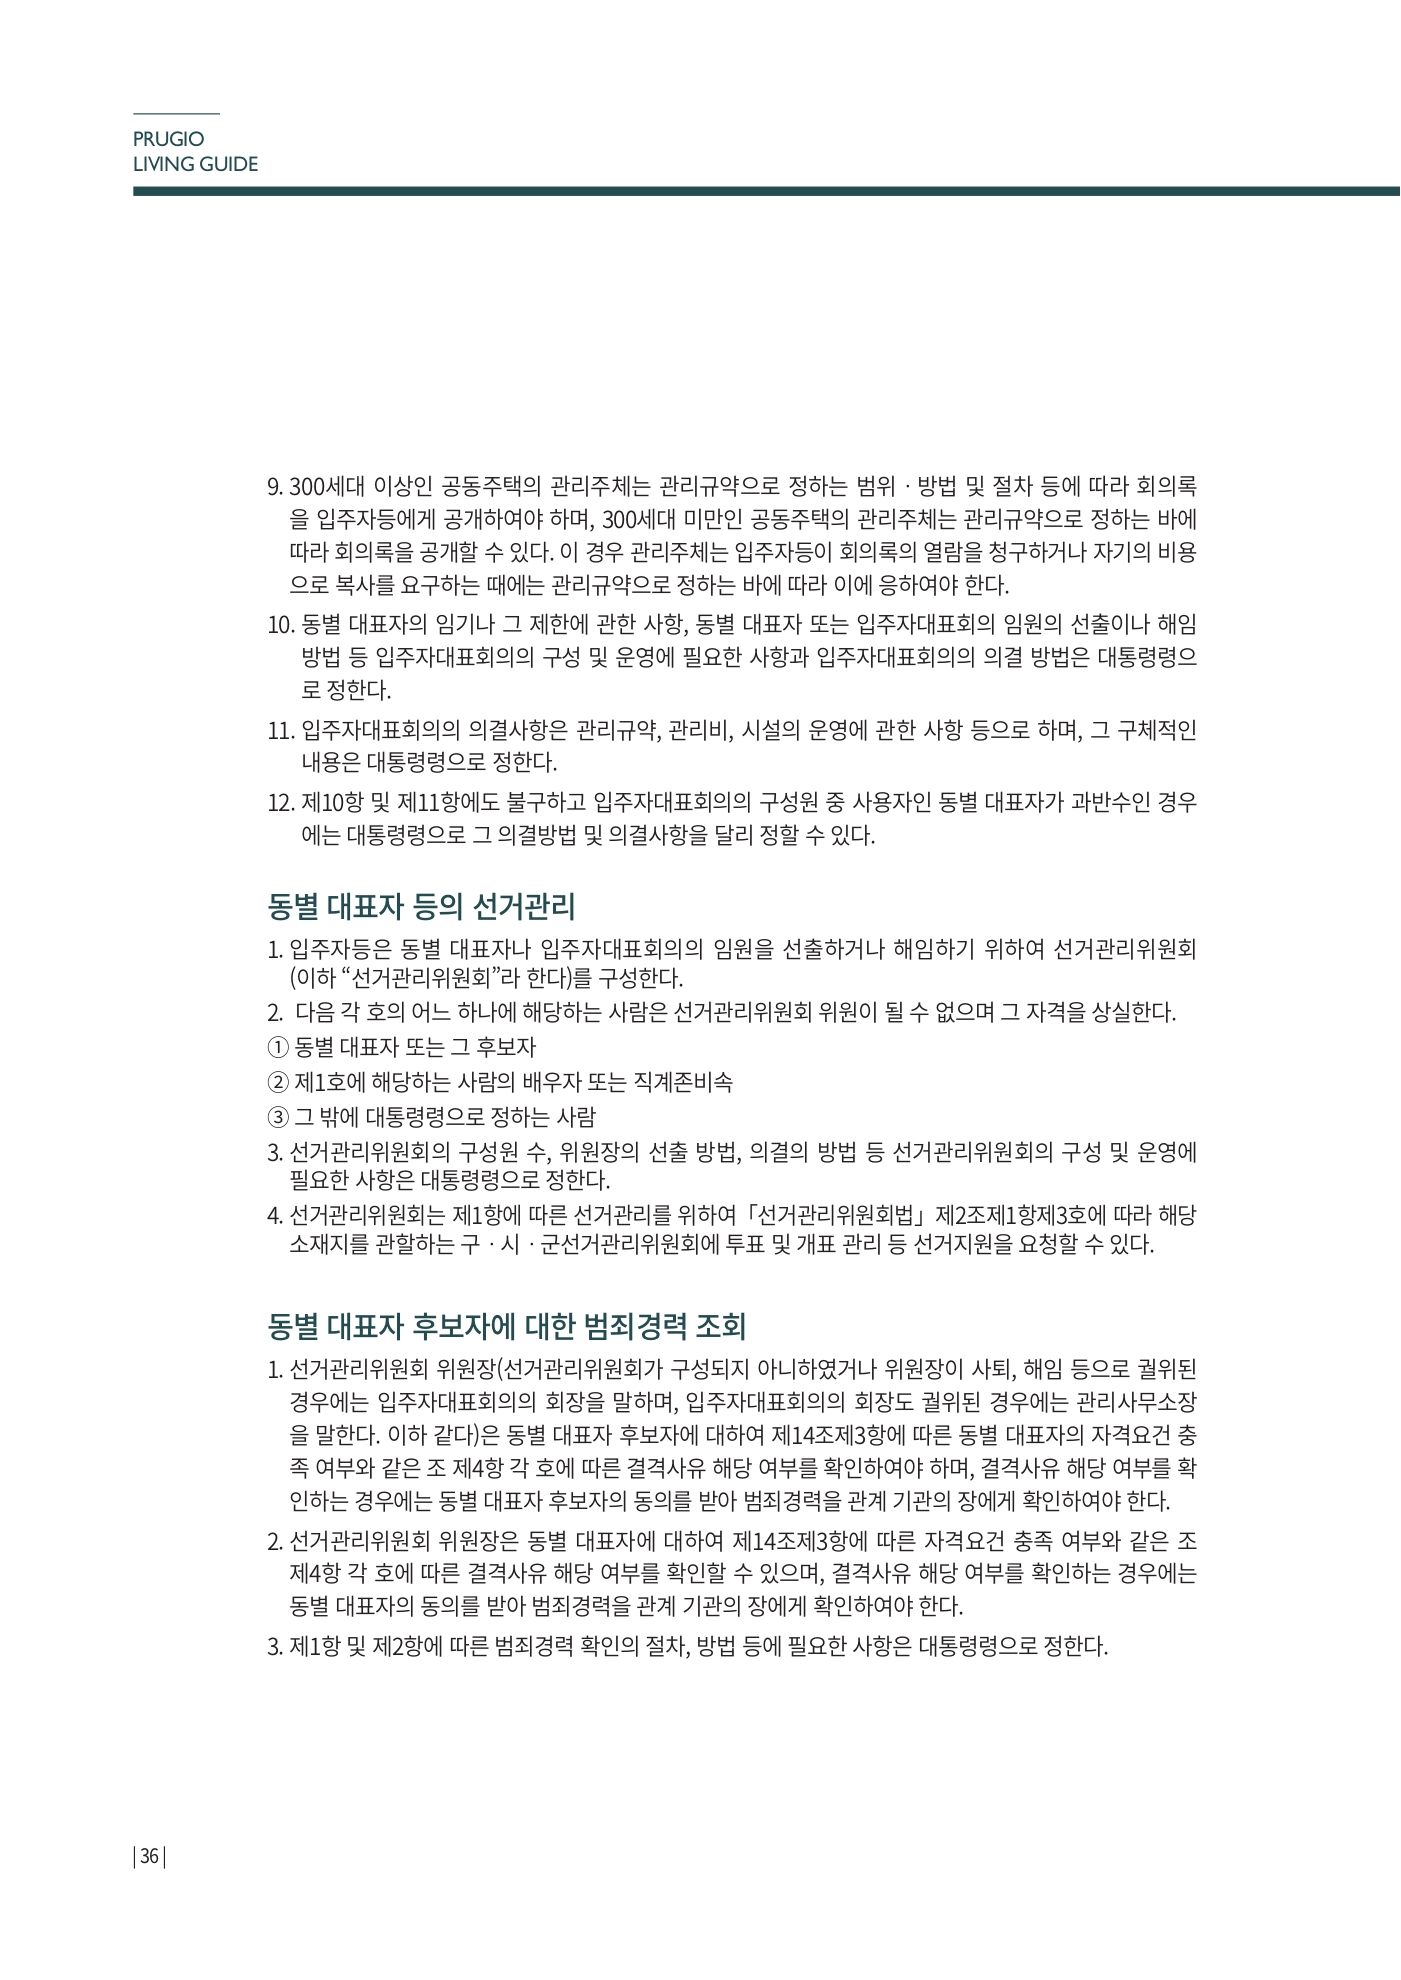 PRUGIO
LIVING GUIDE
9. 300세대 이상인 공동주택의 관리주체는 관리규약으로 정하는 범위 · 방법 및 절차 등에 따라 회의록
을 입주자등에게 공개하여야 하며, 300세대 미만인 공동주택의 관리주체는 관리규약으로 정하는 바에
따라 회의록을 공개할 수 있다. 이 경우 관리주체는 입주자등이 회의록의 열람을 청구하거나 자기의 비용
으로 복사를 요구하는 때에는 관리규약으로 정하는 바에 따라 이에 응하여야 한다.
10. 동별 대표자의 임기나 그 제한에 관한 사항, 동별 대표자 또는 입주자대표회의 임원의 선출이나 해임
방법 등 입주자대표회의의 구성 및 운영에 필요한 사항과 입주자대표회의의 의결 방법은 대통령령으
로 정한다.
11. 입주자대표회의의 의결사항은 관리규약, 관리비, 시설의 운영에 관한 사항 등으로 하며, 그 구체적인
내용은 대통령령으로 정한다.
12. 제10항 및 제11항에도 불구하고 입주자대표회의의 구성원 중 사용자인 동별 대표자가 과반수인 경우
에는 대통령령으로 그 의결방법 및 의결사항을 달리 정할 수 있다.
동별 대표자 등의 선거관리
1. 입주자등은 동별 대표자나 입주자대표회의의 임원을 선출하거나 해임하기 위하여 선거관리위원회
(이하 “선거관리위원회”라 한다)를 구성한다.
2. 다음 각 호의 어느 하나에 해당하는 사람은 선거관리위원회 위원이 될 수 없으며 그 자격을 상실한다.
① 동별 대표자 또는 그 후보자
② 제1호에 해당하는 사람의 배우자 또는 직계존비속
③ 그 밖에 대통령령으로 정하는 사람
3. 선거관리위원회의 구성원 수, 위원장의 선출 방법, 의결의 방법 등 선거관리위원회의 구성 및 운영에
필요한 사항은 대통령령으로 정한다.
4. 선거관리위원회는 제1항에 따른 선거관리를 위하여「선거관리위원회법」제2조제1항제3호에 따라 해당
소재지를 관할하는 구 · 시 · 군선거관리위원회에 투표 및 개표 관리 등 선거지원을 요청할 수 있다.
동별 대표자 후보자에 대한 범죄경력 조회
1. 선거관리위원회 위원장(선거관리위원회가 구성되지 아니하였거나 위원장이 사퇴, 해임 등으로 궐위된
경우에는 입주자대표회의의 회장을 말하며, 입주자대표회의의 회장도 궐위된 경우에는 관리사무소장
을 말한다. 이하 같다)은 동별 대표자 후보자에 대하여 제14조제3항에 따른 동별 대표자의 자격요건 충
족 여부와 같은 조 제4항 각 호에 따른 결격사유 해당 여부를 확인하여야 하며, 결격사유 해당 여부를 확
인하는 경우에는 동별 대표자 후보자의 동의를 받아 범죄경력을 관계 기관의 장에게 확인하여야 한다.
2. 선거관리위원회 위원장은 동별 대표자에 대하여 제14조제3항에 따른 자격요건 충족 여부와 같은 조
제4항 각 호에 따른 결격사유 해당 여부를 확인할 수 있으며, 결격사유 해당 여부를 확인하는 경우에는
동별 대표자의 동의를 받아 범죄경력을 관계 기관의 장에게 확인하여야 한다.
3. 제1항 및 제2항에 따른 범죄경력 확인의 절차, 방법 등에 필요한 사항은 대통령령으로 정한다.
| 36 |